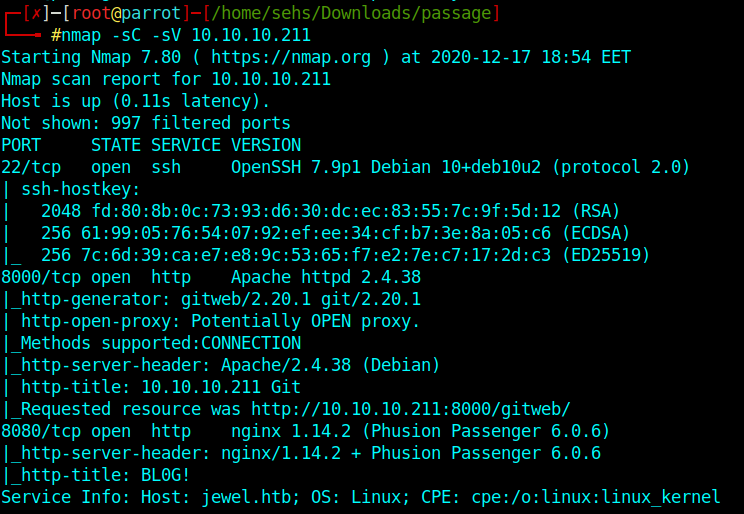 ┌─[✗]─[root@parrot]─[/home/sehs/Downloads/passage]
└──╼ #nmap -sC -sV 10.10.10.211
Starting Nmap 7.80 ( https://nmap.org ) at 2020-12-17 18:54 EET
Nmap scan report for 10.10.10.211
Host is up (0.11s latency).
Not shown: 997 filtered ports
PORT     STATE SERVICE VERSION
22/tcp   open  ssh     OpenSSH 7.9p1 Debian 10+deb10u2 (protocol 2.0)
| ssh-hostkey:
|   2048 fd:80:8b:0c:73:93:d6:30:dc:ec:83:55:7c:9f:5d:12 (RSA)
|   256 61:99:05:76:54:07:92:ef:ee:34:cf:b7:3e:8a:05:c6 (ECDSA)
|_  256 7c:6d:39:ca:e7:e8:9c:53:65:f7:e2:7e:c7:17:2d:c3 (ED25519)
8000/tcp open  http    Apache httpd 2.4.38
|_http-generator: gitweb/2.20.1 git/2.20.1
| http-open-proxy: Potentially OPEN proxy.
|_Methods supported:CONNECTION
|_http-server-header: Apache/2.4.38 (Debian)
| http-title: 10.10.10.211 Git
|_Requested resource was http://10.10.10.211:8000/gitweb/
8080/tcp open  http    nginx 1.14.2 (Phusion Passenger 6.0.6)
|_http-server-header: nginx/1.14.2 + Phusion Passenger 6.0.6
|_http-title: BL0G!
Service Info: Host: jewel.htb; OS: Linux; CPE: cpe:/o:linux:linux_kernel